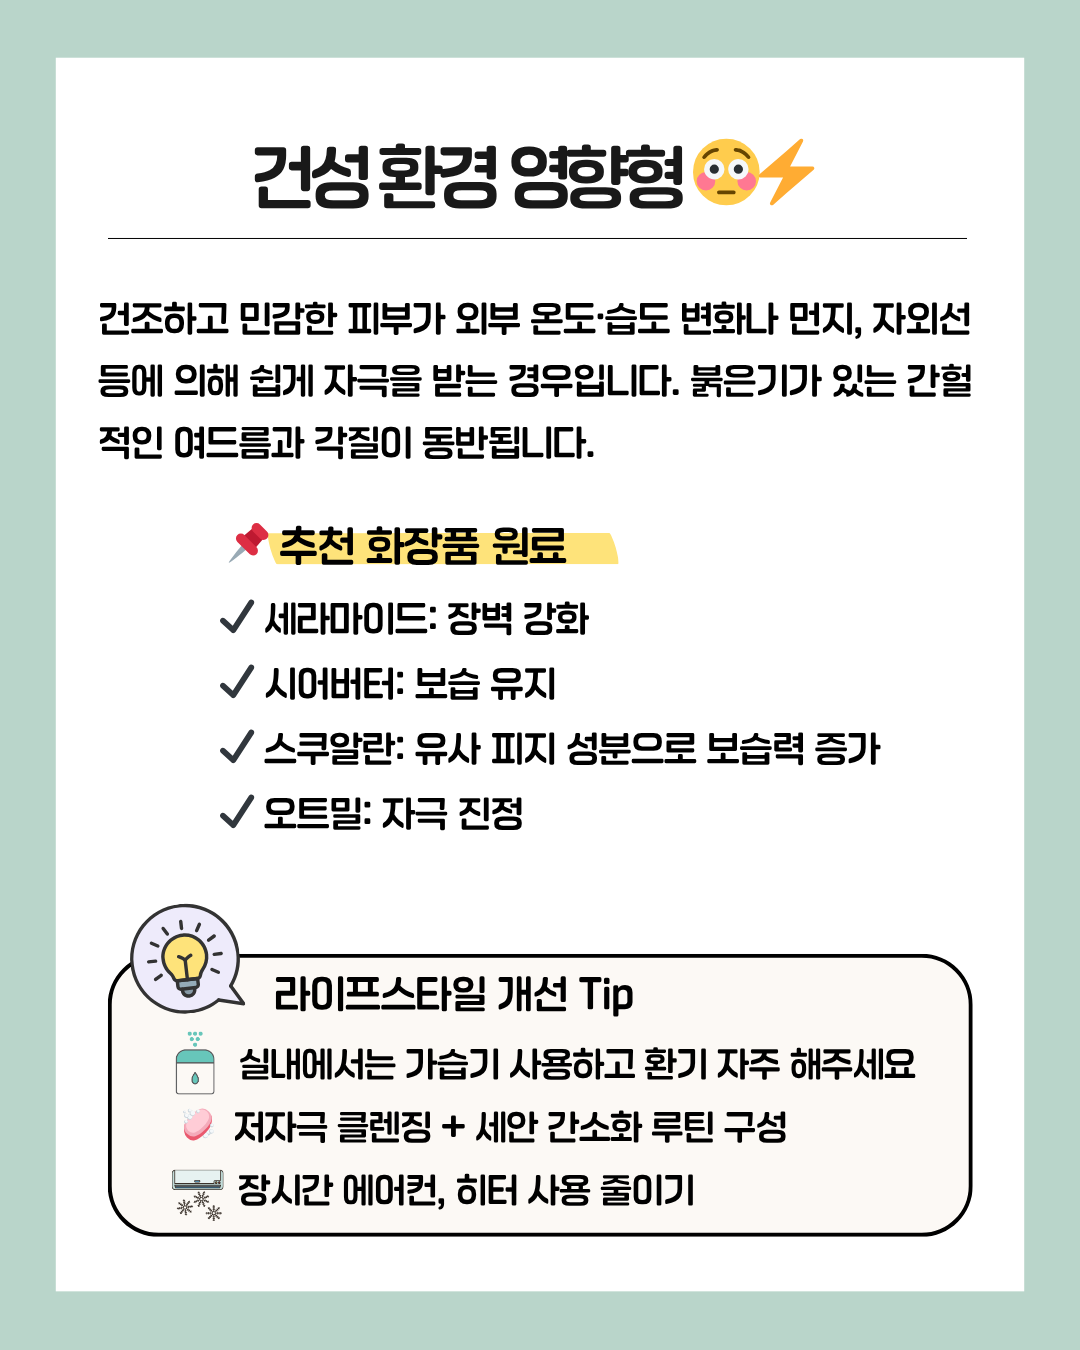 건성 환경 영향형
건조하고 민감한 피부가 외부 온도·습도 변화나 먼지, 자외선
등에 의해 쉽게 자극을 받는 경우입니다. 붉은기가 있는 간헐
적인 여드름과 각질이 동반됩니다.
추천 화장품 원료
세라마이드: 장벽 강화
시어버터: 보습 유지
스쿠알란: 유사 피지 성분으로 보습력 증가
오트밀: 자극 진정
라이프스타일 개선 Tip
실내에서는 가습기 사용하고 환기 자주 해주세요
저자극 클렌징 + 세안 간소화 루틴 구성
장시간 에어컨, 히터 사용 줄이기